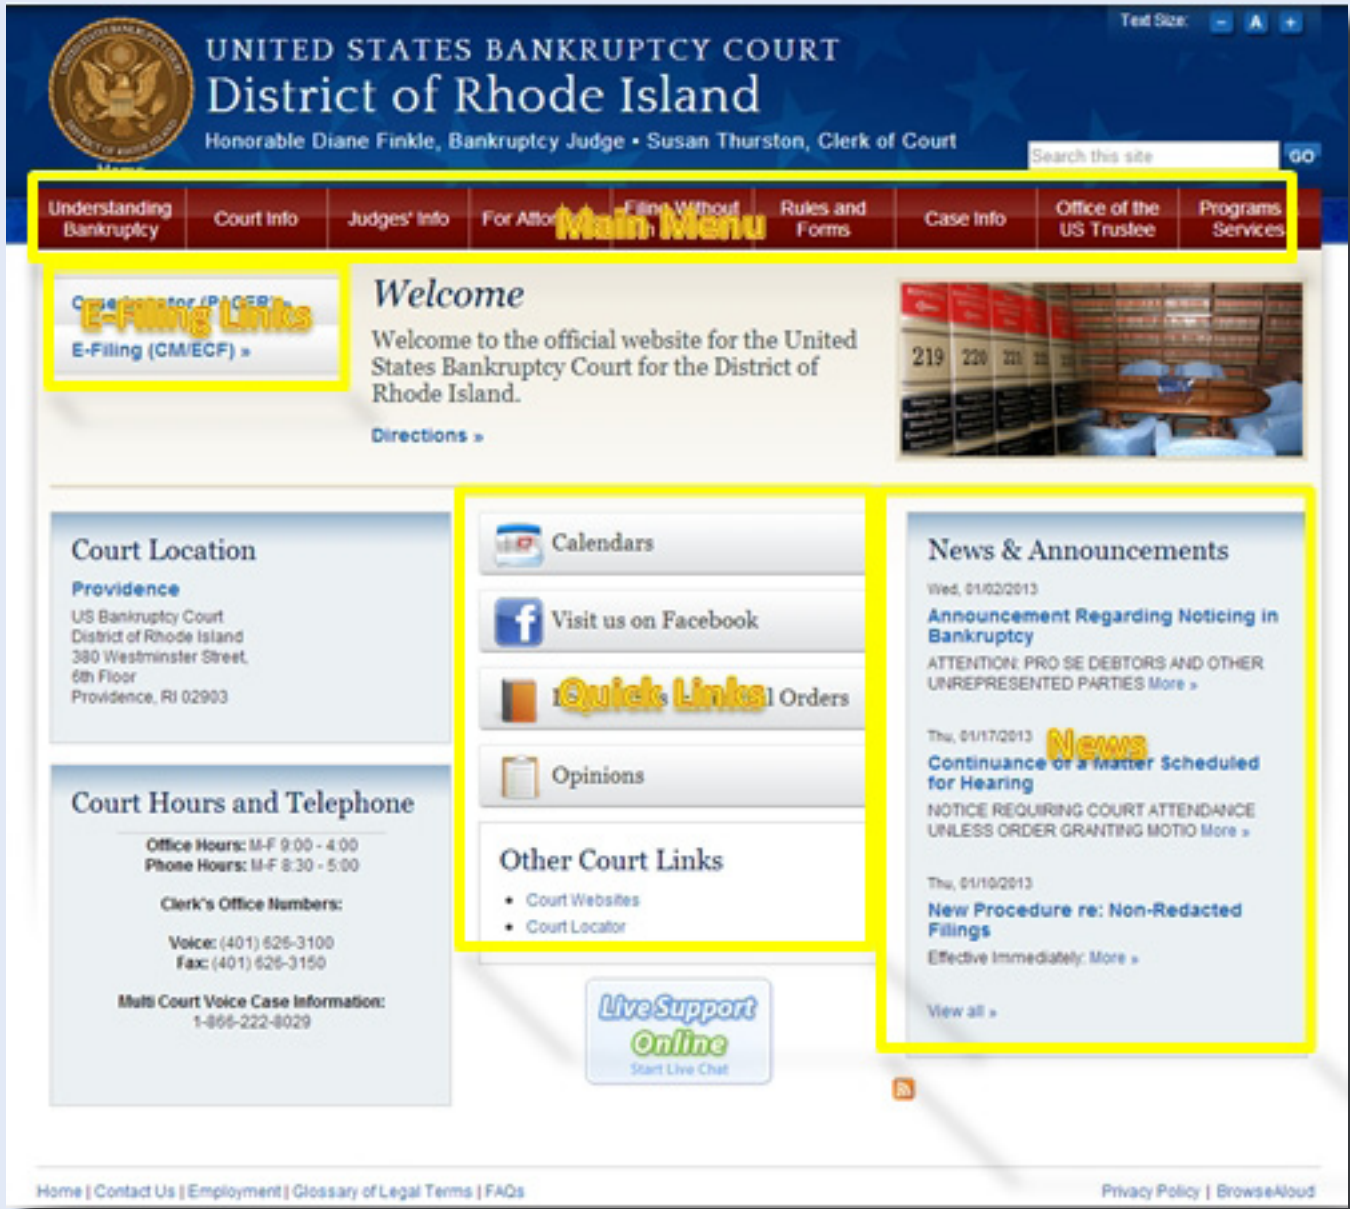 Text Size: - A +
UNITED STATES BANKRUPTCY COURT
District of Rhode Island
Honorable Diane Finkle, Bankruptcy Judge • Susan Thurston, Clerk of Court
Search this site GO
Home
Understanding Bankruptcy
Court Info
Judges' Info
For
Main Menu
Filing Without
Rules and Forms
Case Info
Office of the US Trustee
Programs Services
(PACER) »
E-Filing Links
E-Filing (CM/ECF) »
Welcome
Welcome to the official website for the United
States Bankruptcy Court for the District of
Rhode Island.
Directions »
219 220 221
Court Location
Providence
US Bankruptcy Court
District of Rhode Island
380 Westminster Street,
6th Floor
Providence, RI 02903
Court Hours and Telephone
Office Hours: M-F 9:00 - 4:00
Phone Hours: M-F 8:30 - 5:00
Clerk's Office Numbers:
Voice: (401) 626-3100
Fax: (401) 626-3150
Multi Court Voice Case Information:
1-866-222-8029
Calendars
Visit us on Facebook
Quick Links
Orders
Opinions
Other Court Links
• Court Websites
• Court Locator
Live Support
Online
Start Live Chat
News & Announcements
Wed, 01/02/2013
Announcement Regarding Noticing in
Bankruptcy
ATTENTION: PRO SE DEBTORS AND OTHER
UNREPRESENTED PARTIES More »
Thu, 01/17/2013
News
Continuance of a Matter Scheduled
for Hearing
NOTICE REQUIRING COURT ATTENDANCE
UNLESS ORDER GRANTING MOTIO More »
Thu, 01/10/2013
New Procedure re: Non-Redacted
Filings
Effective Immediately: More »
View all »
Home | Contact Us | Employment | Glossary of Legal Terms | FAQs
Privacy Policy | BrowseAloud